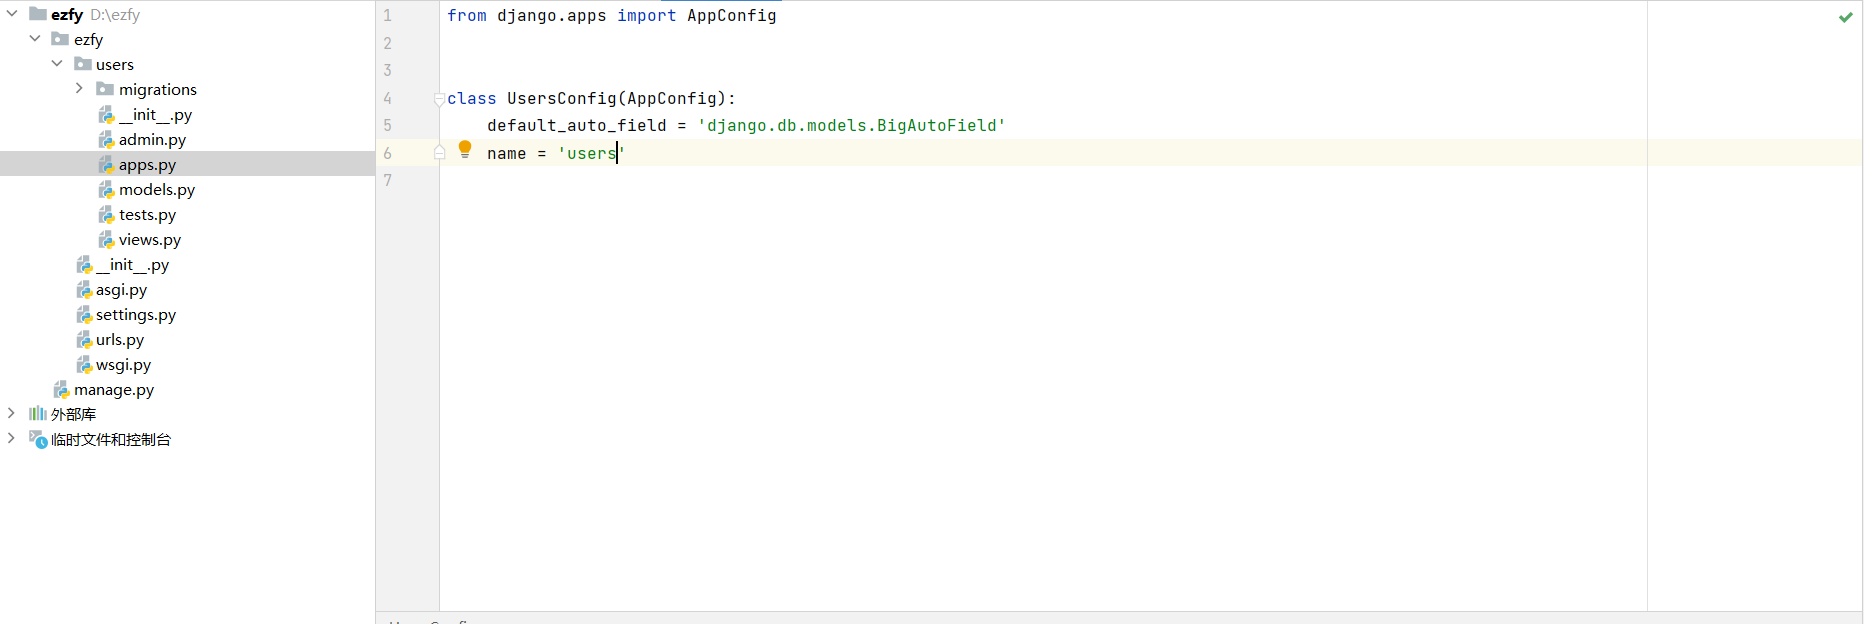 ezfy D:\ezfy
ezfy
users
migrations
__init__.py
admin.py
apps.py
models.py
tests.py
views.py
__init__.py
asgi.py
settings.py
urls.py
wsgi.py
manage.py
外部库
临时文件和控制台
1 from django.apps import AppConfig
2
3
4 class UsersConfig(AppConfig):
5 default_auto_field = 'django.db.models.BigAutoField'
6 name = 'users'
7